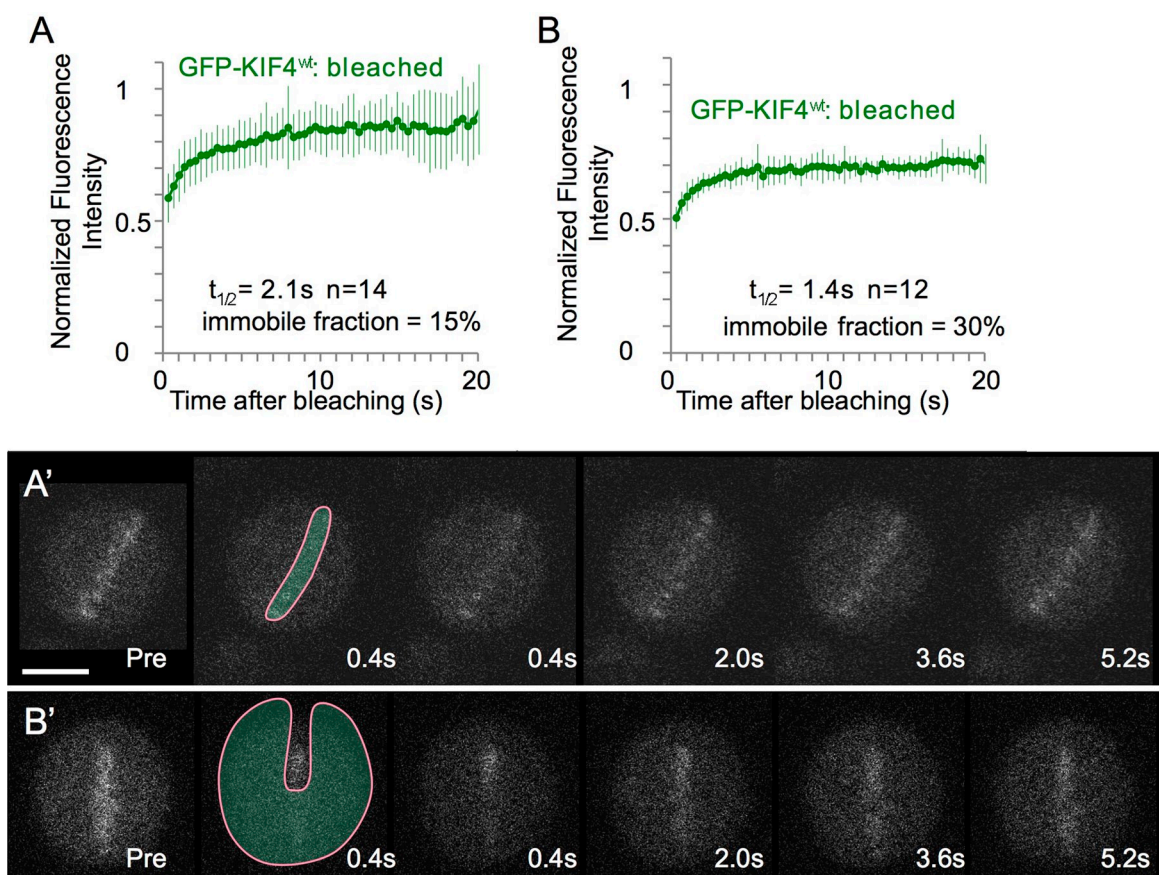 A
GFP-KIF4wt: bleached
Normalized Fluorescence
Intensity
1
0.5
0
t1/2= 2.1s n=14
immobile fraction = 15%
0 10 20
Time after bleaching (s)
B
GFP-KIF4wt: bleached
Normalized Fluorescence
Intensity
1
0.5
0
t1/2= 1.4s n=12
immobile fraction = 30%
0 10 20
Time after bleaching (s)
A’
Pre 0.4s 0.4s 2.0s 3.6s 5.2s
B’
Pre 0.4s 0.4s 2.0s 3.6s 5.2s